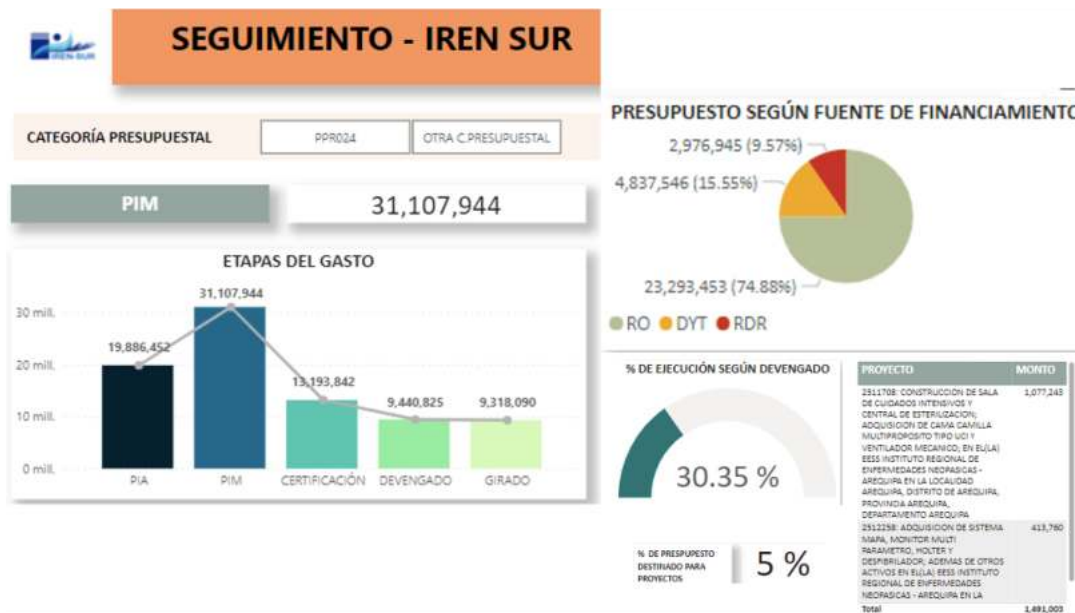 SEGUIMIENTO - IREN SUR
IREN-SUR
CATEGORÍA PRESUPUESTAL
PPR024
OTRA C.PRESUPUESTAL
PIM
31,107,944
ETAPAS DEL GASTO
30 mill.
20 mill.
10 mill.
0 mill.
19,886,452
31,107,944
13,193,842
9,440,825
9,318,090
PIA
PIM
CERTIFICACIÓN
DEVENGADO
GIRADO
PRESUPUESTO SEGÚN FUENTE DE FINANCIAMIENTO
2,976,945 (9.57%)
4,837,546 (15.55%)
23,293,453 (74.88%)
RO
DYT
RDR
% DE EJECUCIÓN SEGÚN DEVENGADO
30.35 %
% DE PRESPUPESTO
DESTINADO PARA
PROYECTOS
5 %
PROYECTO MONTO
2511708: CONSTRUCCION DE SALA 1,077,243
DE CUIDADOS INTENSIVOS Y
CENTRAL DE ESTERILIZACION;
ADQUISICION DE CAMA CAMILLA
MULTIPROPOSITO TIPO UCI Y
VENTILADOR MECANICO; EN EL(LA)
EESS INSTITUTO REGIONAL DE
ENFERMEDADES NEOPASICAS -
AREQUIPA EN LA LOCALIDAD
AREQUIPA, DISTRITO DE AREQUIPA,
PROVINCIA AREQUIPA,
DEPARTAMENTO AREQUIPA
2512258: ADQUISICION DE SISTEMA 413,760
MAPA, MONITOR MULTI
PARAMETRO, HOLTER Y
DESFIBRILADOR; ADEMAS DE OTROS
ACTIVOS EN EL(LA) EESS INSTITUTO
REGIONAL DE ENFERMEDADES
NEOPASICAS - AREQUIPA EN LA
Total 1,491,003